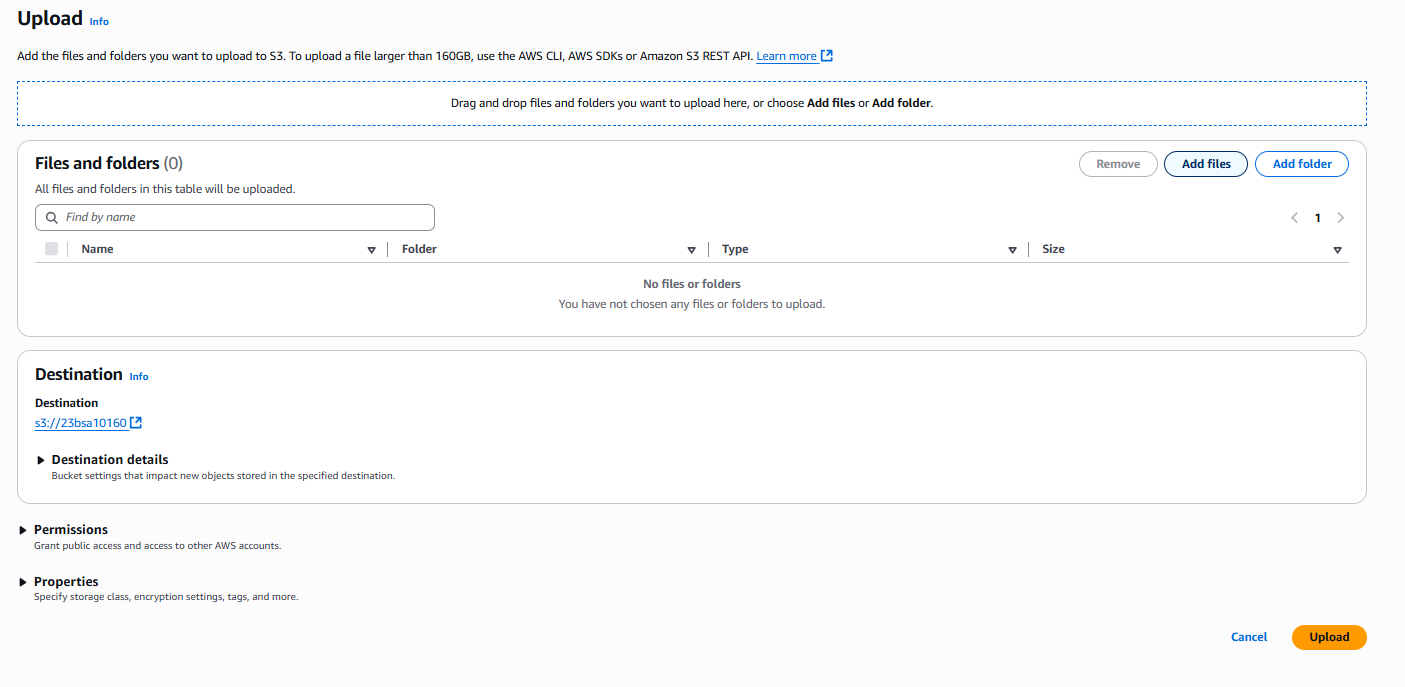 Upload Info
Add the files and folders you want to upload to S3. To upload a file larger than 160GB, use the AWS CLI, AWS SDKs or Amazon S3 REST API. Learn more
Drag and drop files and folders you want to upload here, or choose Add files or Add folder.
Files and folders (0)
Remove
Add files
Add folder
All files and folders in this table will be uploaded.
Find by name
1
Name Folder Type Size
No files or folders
You have not chosen any files or folders to upload.
Destination Info
Destination
s3://23bsa10160
Destination details
Bucket settings that impact new objects stored in the specified destination.
Permissions
Grant public access and access to other AWS accounts.
Properties
Specify storage class, encryption settings, tags, and more.
Cancel
Upload